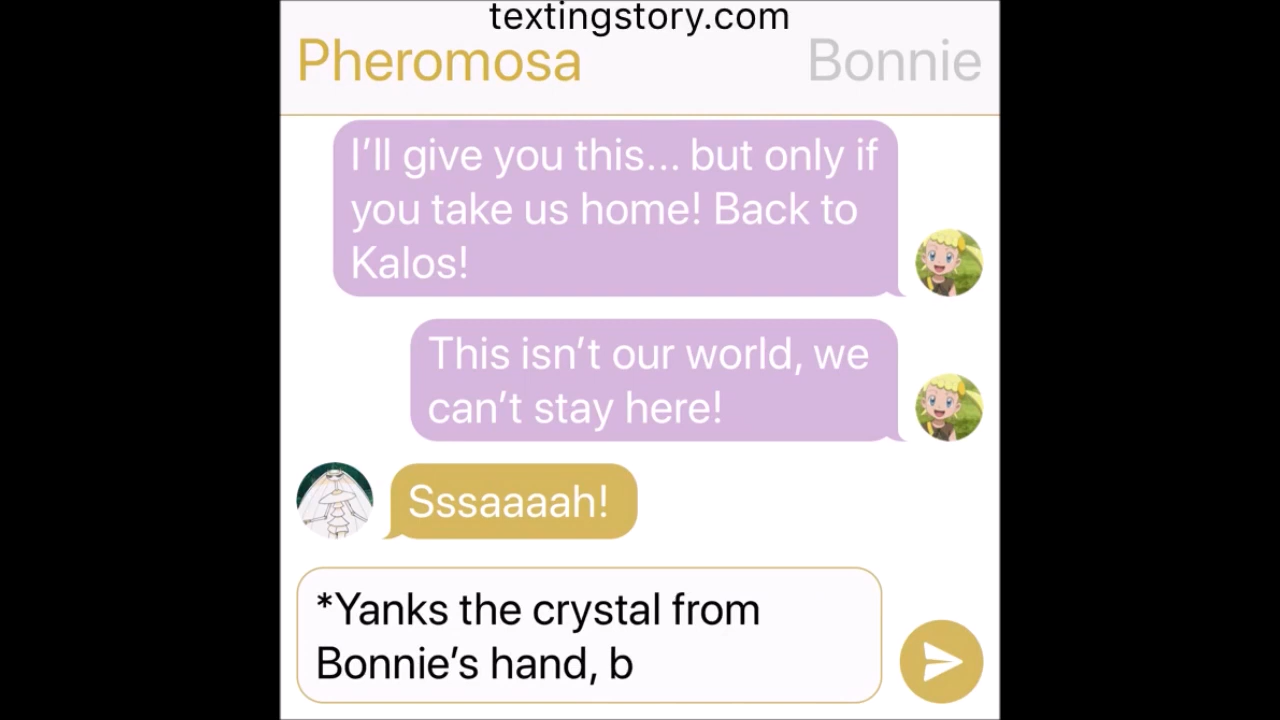 textingstory.com
Pheromosa
Bonnie
I’ll give you this... but only if
you take us home! Back to
Kalos!
This isn’t our world, we
can’t stay here!
Sssaaaah!
*Yanks the crystal from
Bonnie’s hand, b